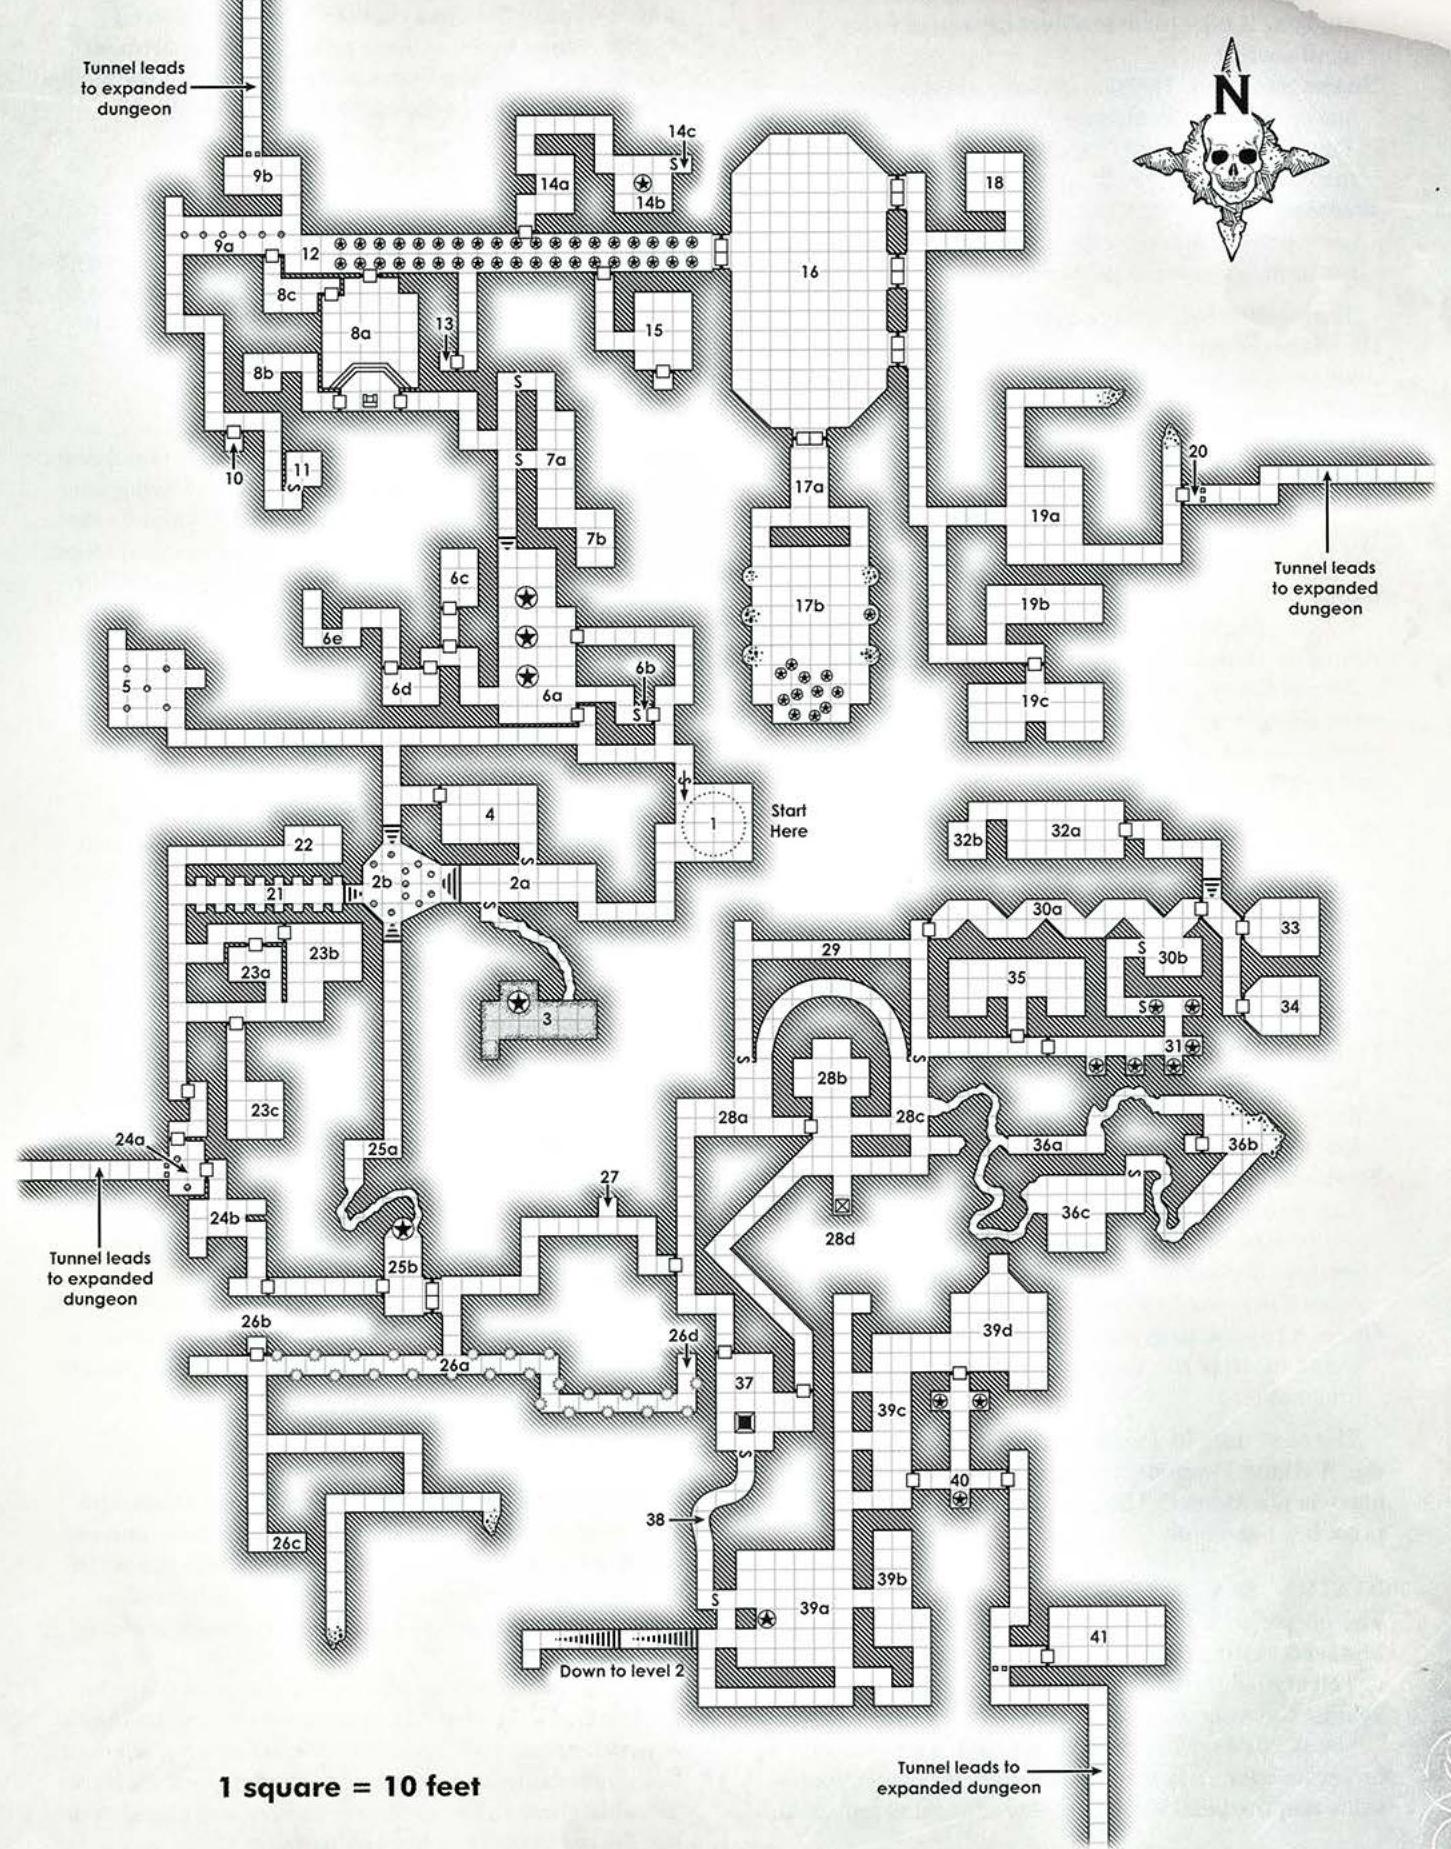 Tunnel leads
to expanded
dungeon
N
14c
S
9b
14a
14b
18
9a
12
16
8c
8a
13
15
8b
S
10
11
S
S
7a
17a
20
19a
7b
Tunnel leads
to expanded
dungeon
6c
17b
19b
6e
6b
5
6d
6a
S
19c
S
4
1
Start
Here
32b
32a
22
S
2b
2a
21
S
30a
33
23b
29
S
30b
23a
35
3
S
34
31
S
S
28b
23c
28a
28c
24a
25a
36a
36b
S
27
24b
36c
28d
Tunnel leads
to expanded
dungeon
25b
26b
26d
39d
26a
37
39c
S
40
38
26c
39b
S
39a
41
Down to level 2
1 square = 10 feet
Tunnel leads to
expanded dungeon